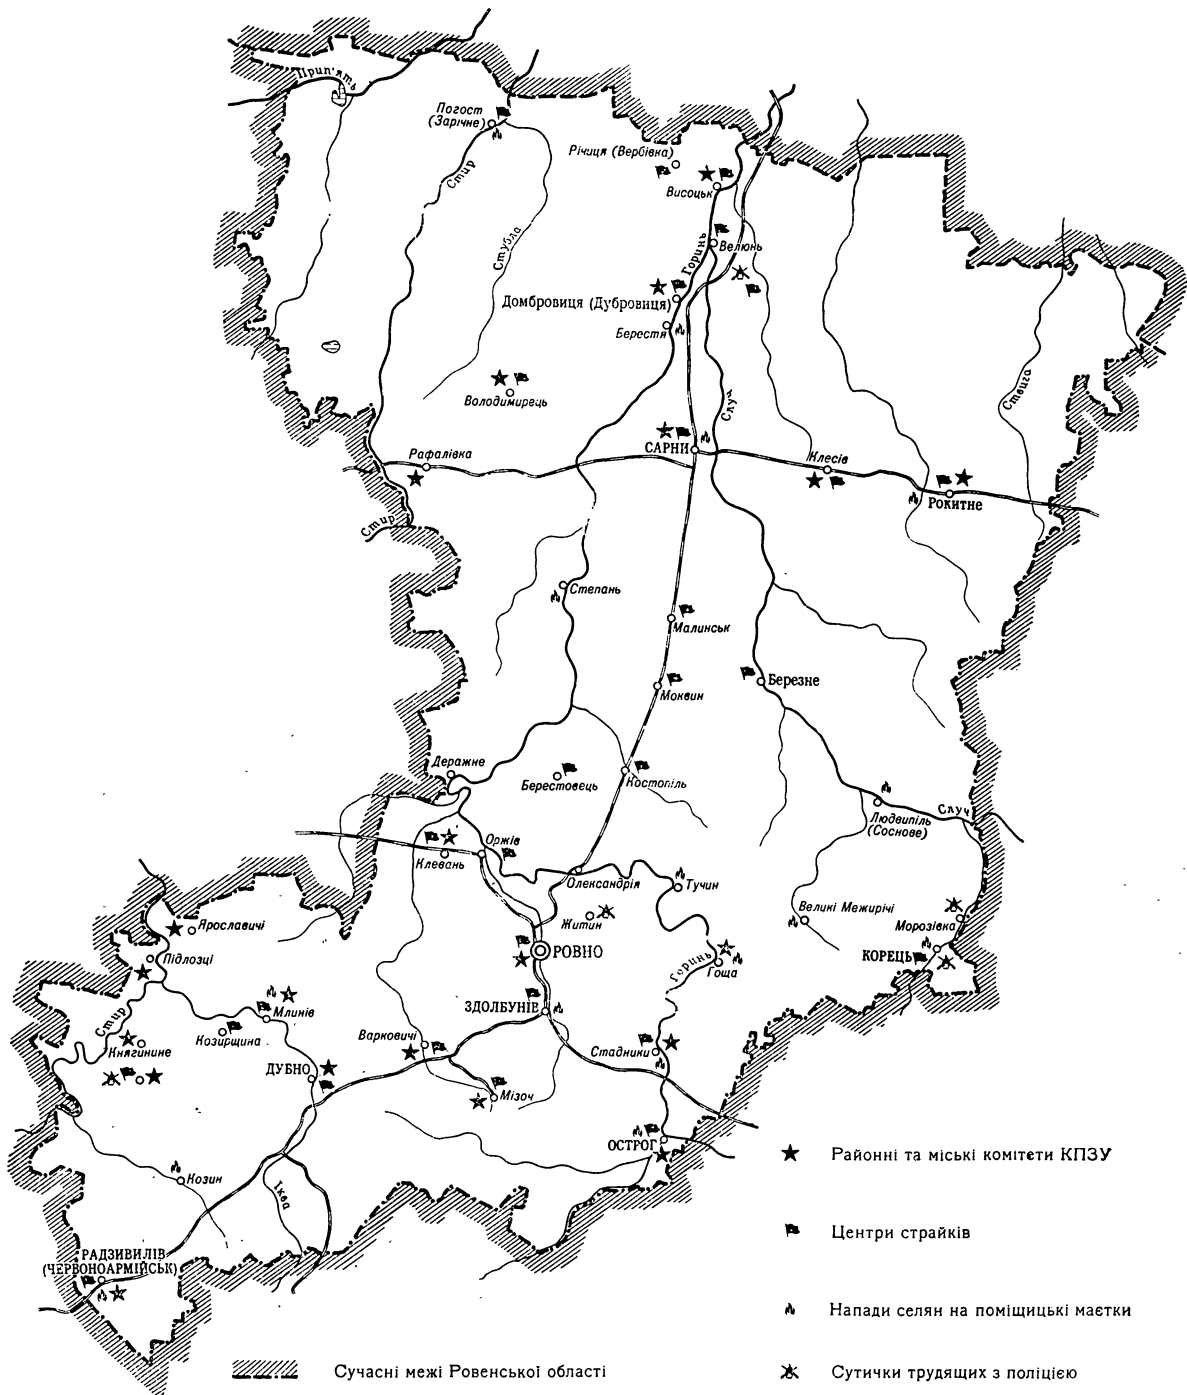 Прип'ять
Погост
(Зарічне)
Стир
Стубла
Річиця (Вербівка)
Висоцьк
Велюнь
Горинь
Домбровиця (Дубровиця)
Берестя
Володимирець
Случ
Ствига
САРНИ
Рафалівка
Клесів
Рокитне
Стир
Степань
Малинськ
Моквин
Березне
Деражне
Берестовець
Костопіль
Людвипіль
(Соснове)
Случ
Оржів
Клевань
Олександрія
Тучин
Житин
Великі Межирічі
Морозівка
КОРЕЦЬ
Ярославичі
Підлозці
РОВНО
Горинь
Гоща
Стир
Млинів
ЗДОЛБУНІВ
Козирщина
Княгинине
Варковичі
Стадники
ДУБНО
Мізоч
ОСТРОГ
Козин
Іква
РАДЗИВИЛІВ
(ЧЕРВОНОАРМІЙСЬК)
Районні та міські комітети КПЗУ
Центри страйків
Напади селян на поміщицькі маєтки
Сутички трудящих з поліцією
Сучасні межі Ровенської області